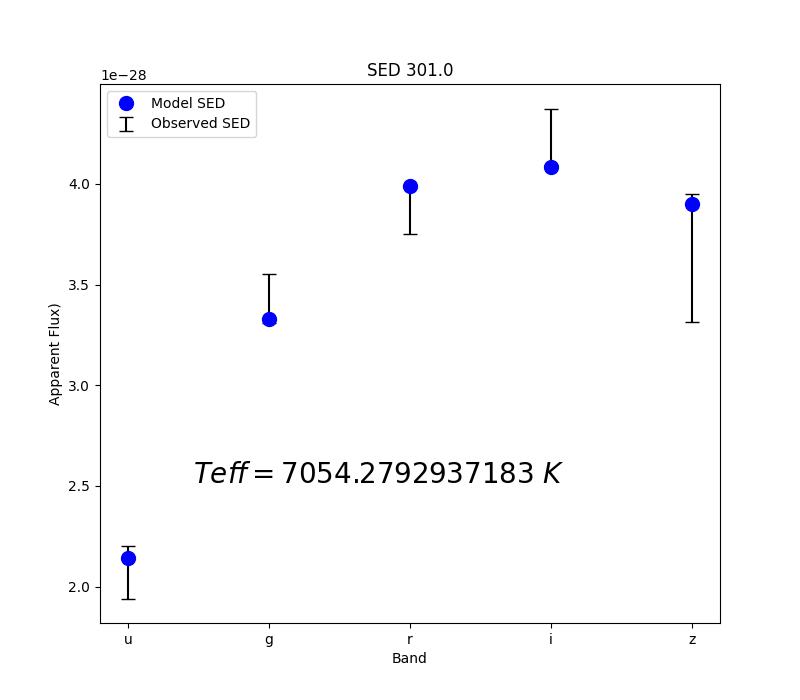 SED 301.0
1e−28
Model SED
Observed SED
4.0
3.5
3.0
2.5
2.0
Apparent Flux)
Teff = 7054.2792937183 K
u g r i z
Band